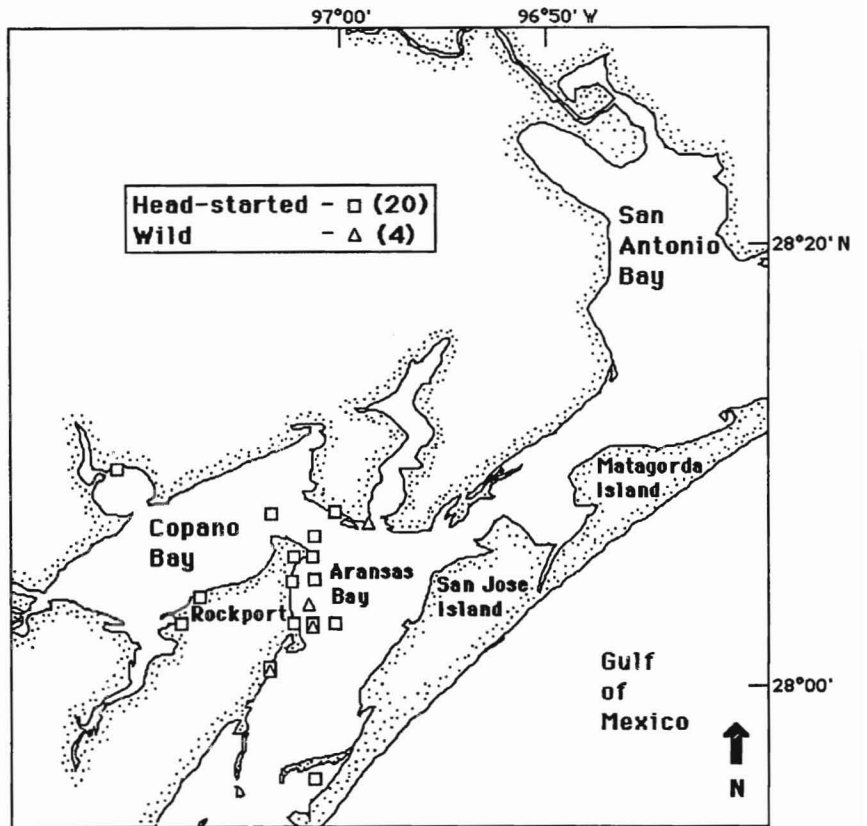 97°00'
96°50' W
Head-started - □ (20)
Wild - △ (4)
San
Antonio
Bay
28°20' N
Matagorda
Island
Copano
Bay
Aransas
Bay
San Jose
Island
Rockport
Gulf
of
Mexico
28°00'
N